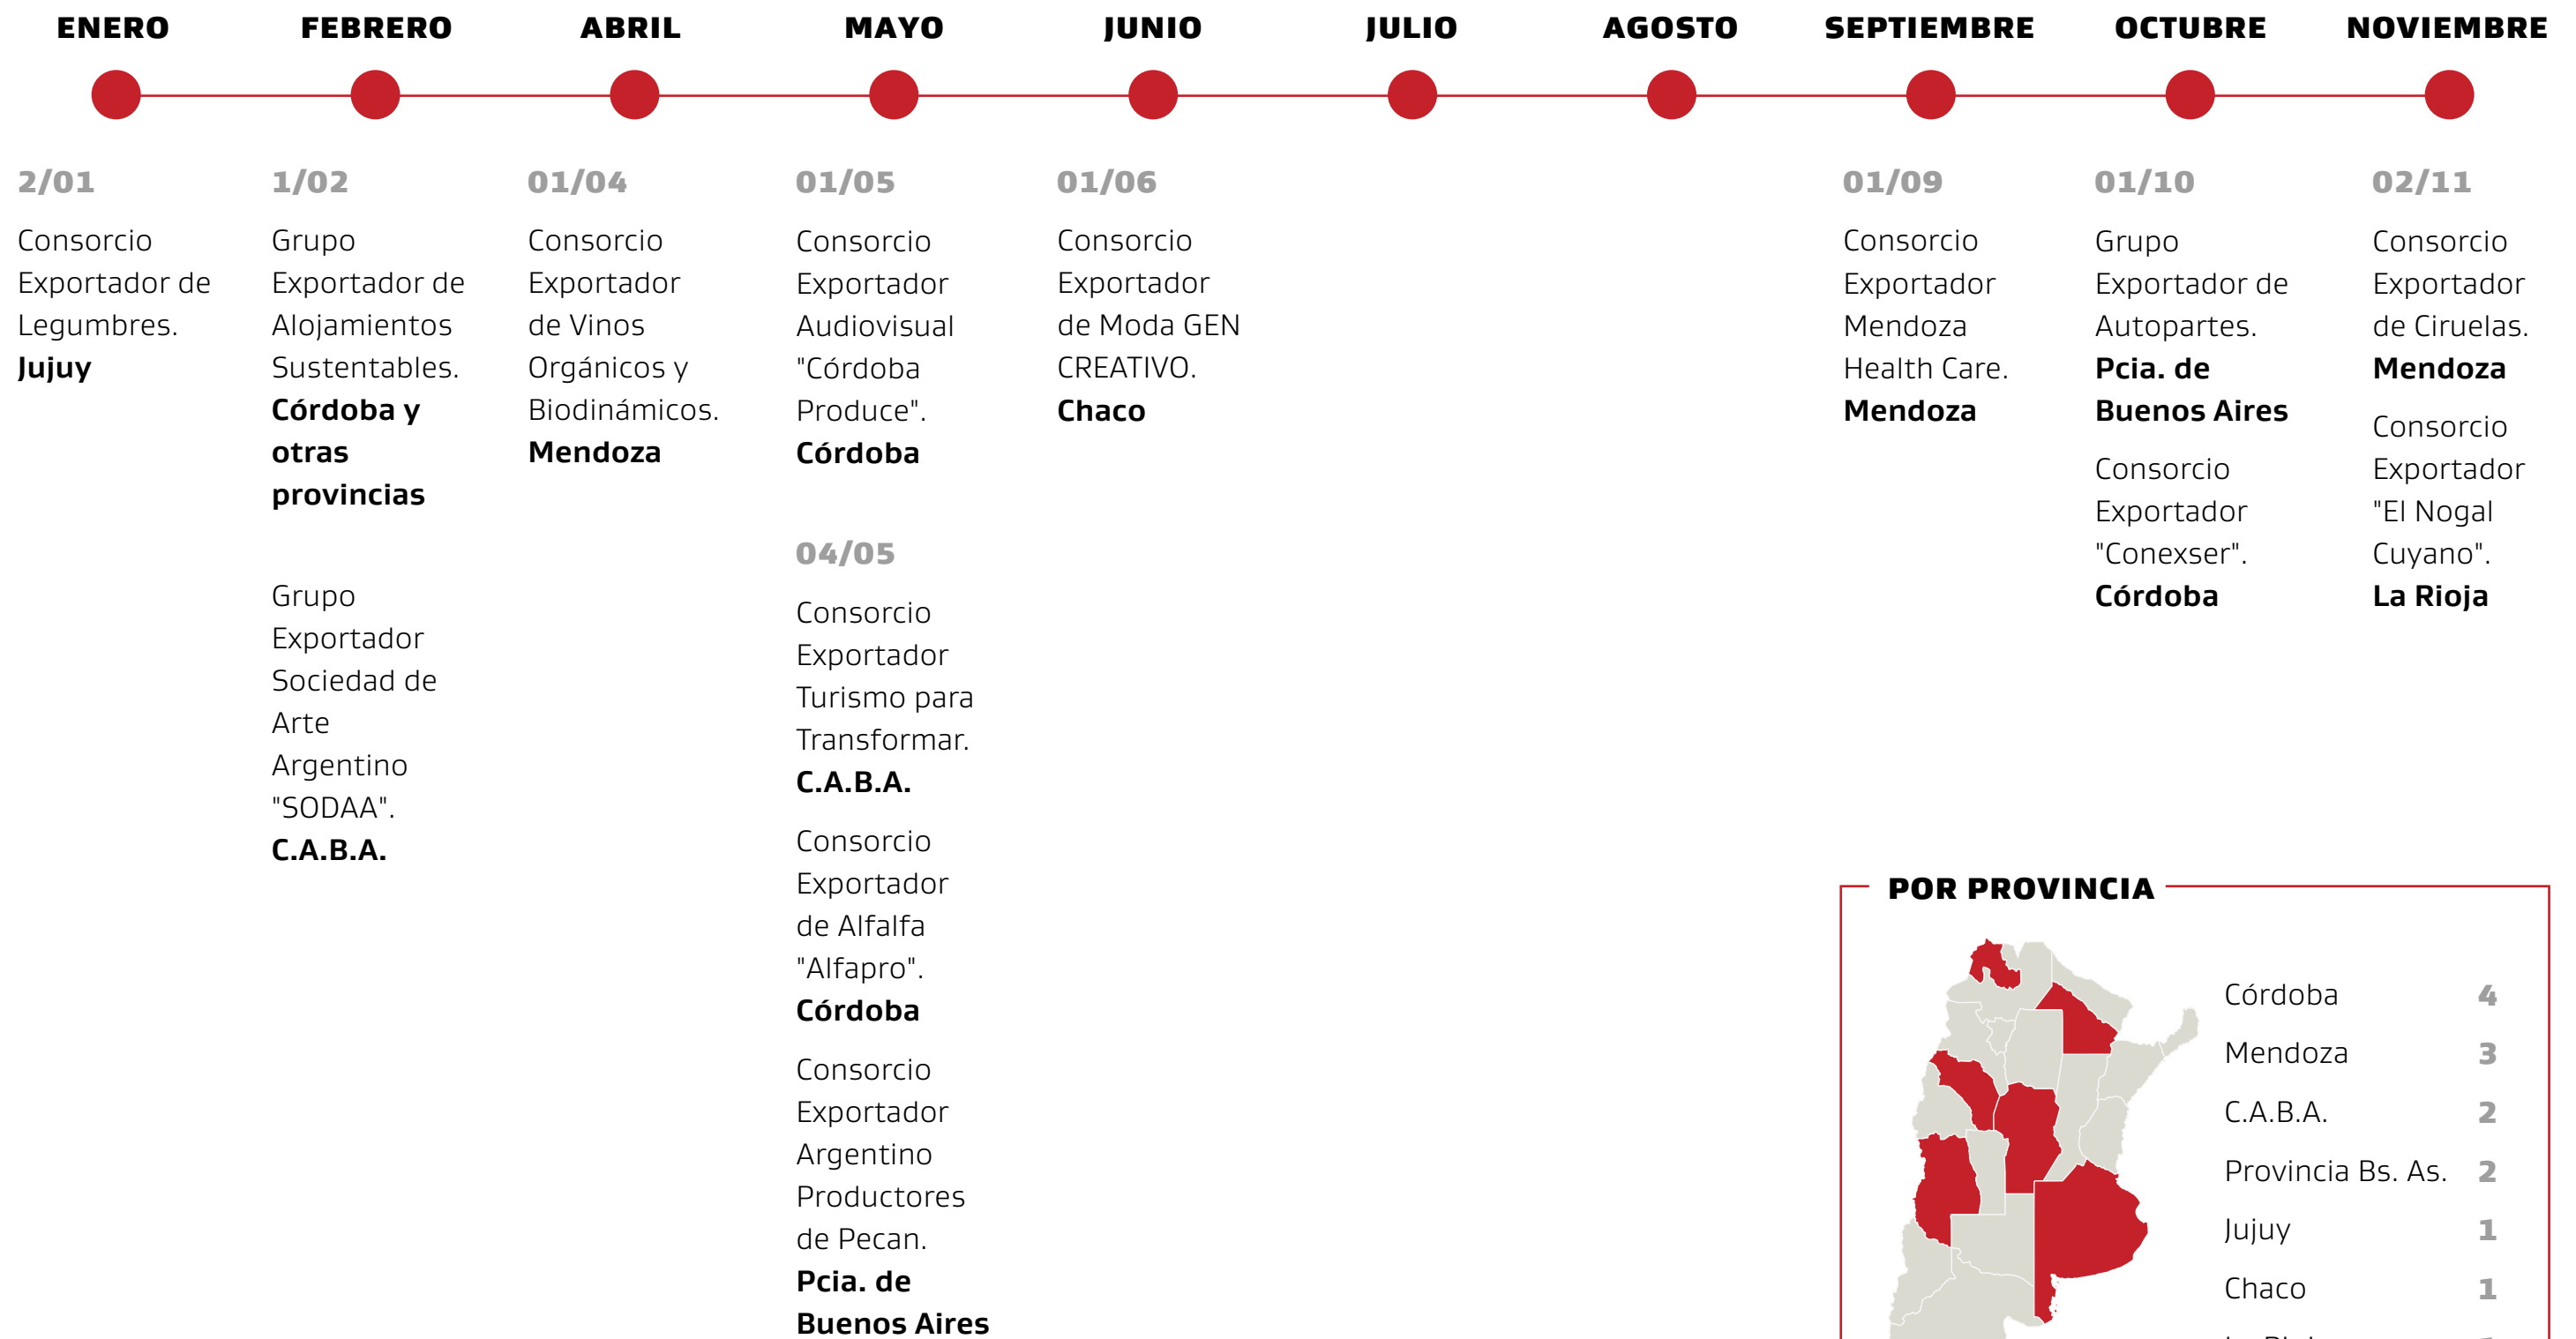 ENERO
FEBRERO
ABRIL
MAYO
JUNIO
JULIO
AGOSTO
SEPTIEMBRE
OCTUBRE
NOVIEMBRE
2/01
Consorcio
Exportador de
Legumbres.
Jujuy
1/02
Grupo
Exportador de
Alojamientos
Sustentables.
Córdoba y
otras
provincias
Grupo
Exportador
Sociedad de
Arte
Argentino
"SODAA".
C.A.B.A.
01/04
Consorcio
Exportador
de Vinos
Orgánicos y
Biodinámicos.
Mendoza
01/05
Consorcio
Exportador
Audiovisual
"Córdoba
Produce".
Córdoba
04/05
Consorcio
Exportador
Turismo para
Transformar.
C.A.B.A.
Consorcio
Exportador
de Alfalfa
"Alfapro".
Córdoba
Consorcio
Exportador
Argentino
Productores
de Pecan.
Pcia. de
Buenos Aires
01/06
Consorcio
Exportador
de Moda GEN
CREATIVO.
Chaco
01/09
Consorcio
Exportador
Mendoza
Health Care.
Mendoza
01/10
Grupo
Exportador de
Autopartes.
Pcia. de
Buenos Aires
Consorcio
Exportador
"Conexser".
Córdoba
02/11
Consorcio
Exportador
de Ciruelas.
Mendoza
Consorcio
Exportador
"El Nogal
Cuyano".
La Rioja
POR PROVINCIA
Córdoba 4
Mendoza 3
C.A.B.A. 2
Provincia Bs. As. 2
Jujuy 1
Chaco 1